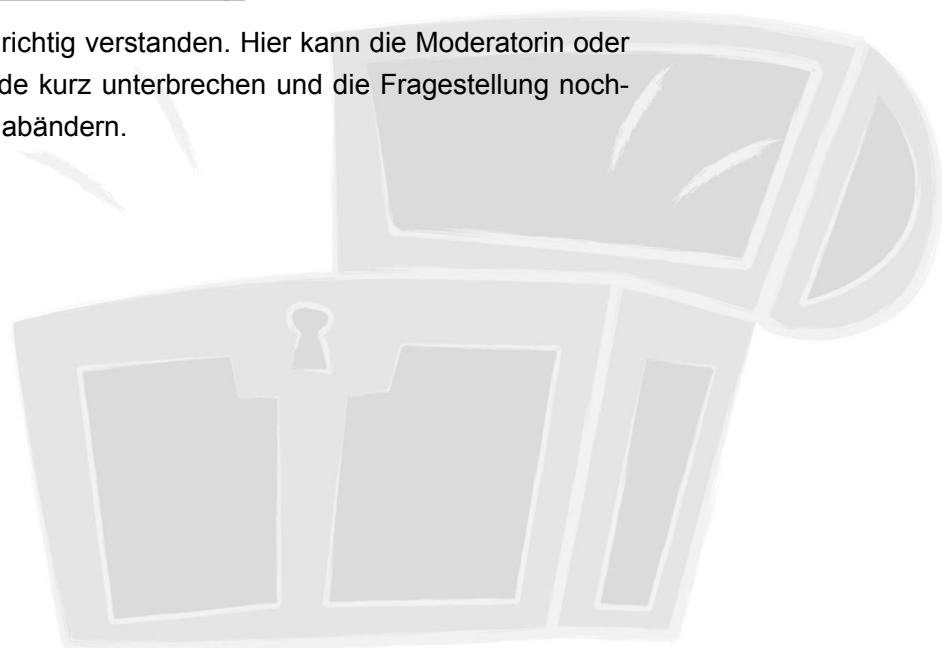 richtig verstanden. Hier kann die Moderatorin oder
de kurz unterbrechen und die Fragestellung noch-
abändern.